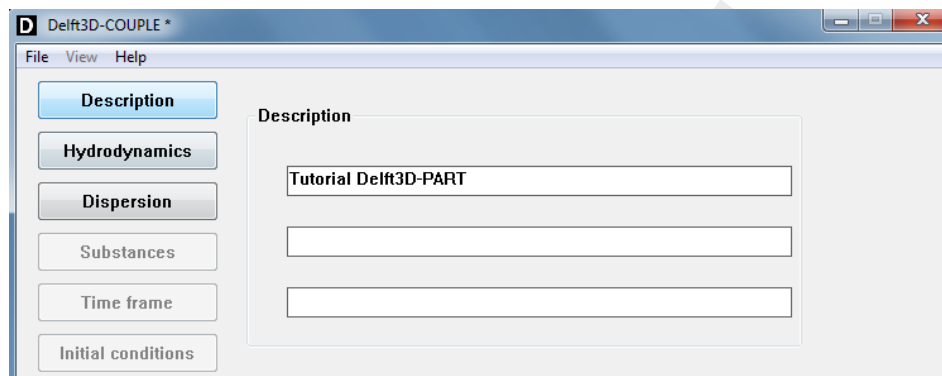 D Delft3D-COUPLE *
File View Help
Description
Hydrodynamics
Dispersion
Substances
Time frame
Initial conditions
Description
Tutorial Delft3D-PART